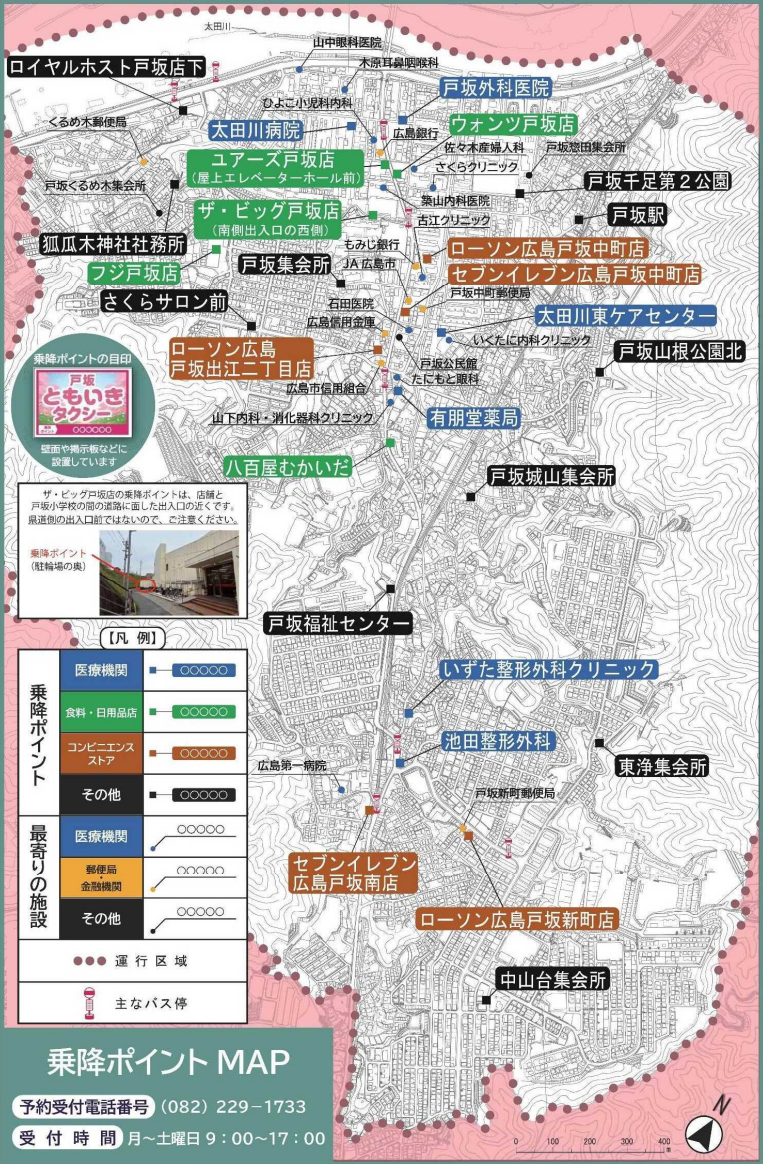 太田川
山中眼科医院
ロイヤルホスト戸坂店下
木原耳鼻咽喉科
戸坂外科医院
ひよこ小児科内科
くるめ木郵便局
太田川病院
広島銀行
ウォンツ戸坂店
佐々木産婦人科
戸坂惣田集会所
ユアーズ戸坂店
(屋上エレベーターホール前)
さくらクリニック
戸坂くるめ木集会所
戸坂千足第2公園
築山内科医院
ザ・ビッグ戸坂店
(南側出入口の西側)
古江クリニック
戸坂駅
狐瓜木神社社務所
もみじ銀行
ローソン広島戸坂中町店
フジ戸坂店
戸坂集会所
JA広島市
セブンイレブン広島戸坂中町店
戸坂中町郵便局
さくらサロン前
石田医院
太田川東ケアセンター
広島信用金庫
いくたに内科クリニック
ローソン広島
戸坂出江二丁目店
戸坂山根公園北
戸坂公民館
たにもと眼科
広島市信用組合
乗降ポイントの目印
戸坂
ともいき
タクシー
乗降
ポイント
○○○○○○
壁面や掲示板などに
設置しています
山下内科・消化器科クリニック
有朋堂薬局
八百屋むかいだ
戸坂城山集会所
ザ・ビッグ戸坂店の乗降ポイントは、店舗と
戸坂小学校の間の道路に面した出入口の近くです。
県道側の出入口前ではないので、ご注意ください。
乗降ポイント
(駐輪場の奥)
戸坂福祉センター
【凡 例】
乗降ポイント
医療機関
○○○○○
食料・日用品店
○○○○○
コンビニエンス
ストア
○○○○○
その他
○○○○○
最寄りの施設
医療機関
○○○○○
郵便局
・
金融機関
○○○○○
その他
○○○○○
運行区域
主なバス停
いずた整形外科クリニック
池田整形外科
広島第一病院
東浄集会所
戸坂新町郵便局
セブンイレブン
広島戸坂南店
ローソン広島戸坂新町店
中山台集会所
乗降ポイント MAP
予約受付電話番号 (082) 229-1733
受付時間 月~土曜日 9:00~17:00
N
0 100 200 300 400
m